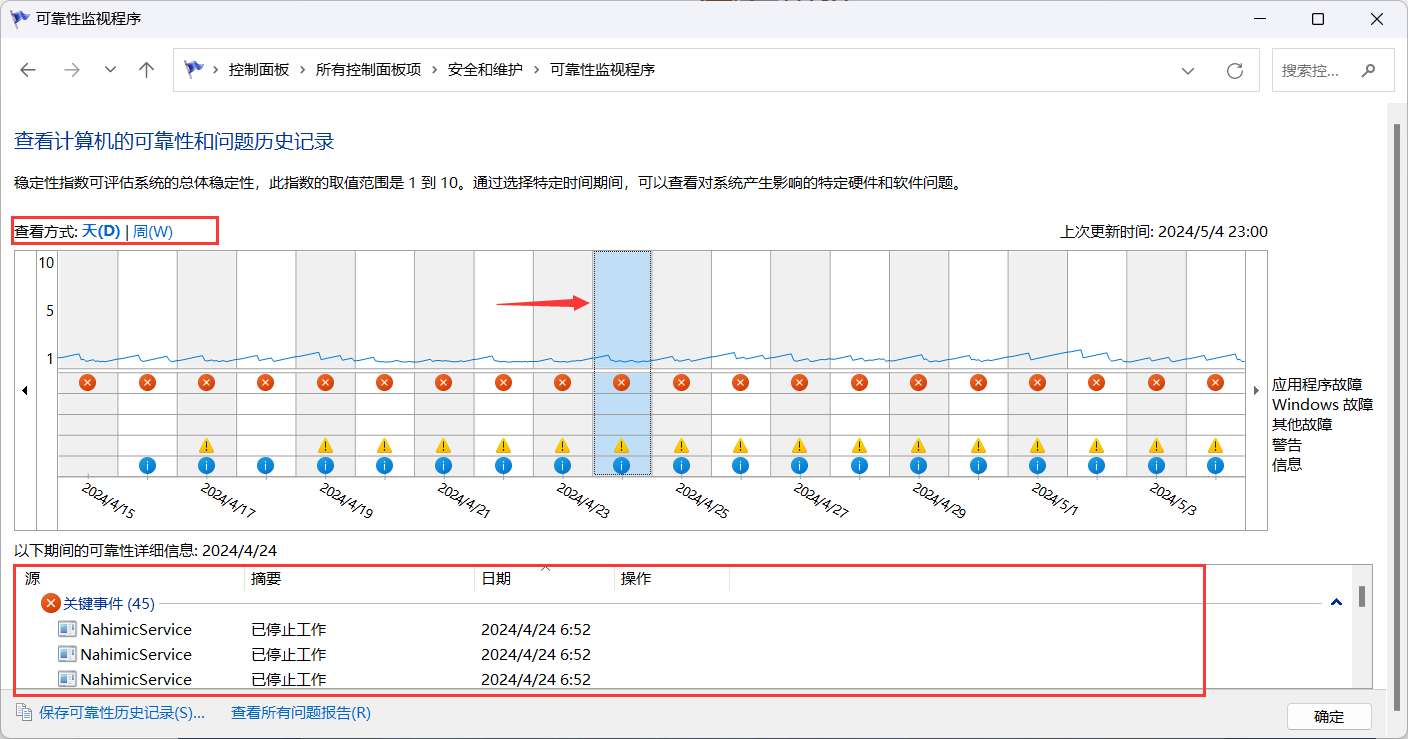 可靠性监视程序
控制面板 › 所有控制面板项 › 安全和维护 › 可靠性监视程序
搜索控...
查看计算机的可靠性和问题历史记录
稳定性指数可评估系统的总体稳定性，此指数的取值范围是 1 到 10。通过选择特定时间期间，可以查看对系统产生影响的特定硬件和软件问题。
查看方式: 天(D) | 周(W)
上次更新时间: 2024/5/4 23:00
10
5
1
应用程序故障
Windows 故障
其他故障
警告
信息
2024/4/15
2024/4/17
2024/4/19
2024/4/21
2024/4/23
2024/4/25
2024/4/27
2024/4/29
2024/5/1
2024/5/3
以下期间的可靠性详细信息: 2024/4/24
源 摘要 日期 操作
关键事件 (45)
NahimicService 已停止工作 2024/4/24 6:52
NahimicService 已停止工作 2024/4/24 6:52
NahimicService 已停止工作 2024/4/24 6:52
保存可靠性历史记录(S)... 查看所有问题报告(R)
确定